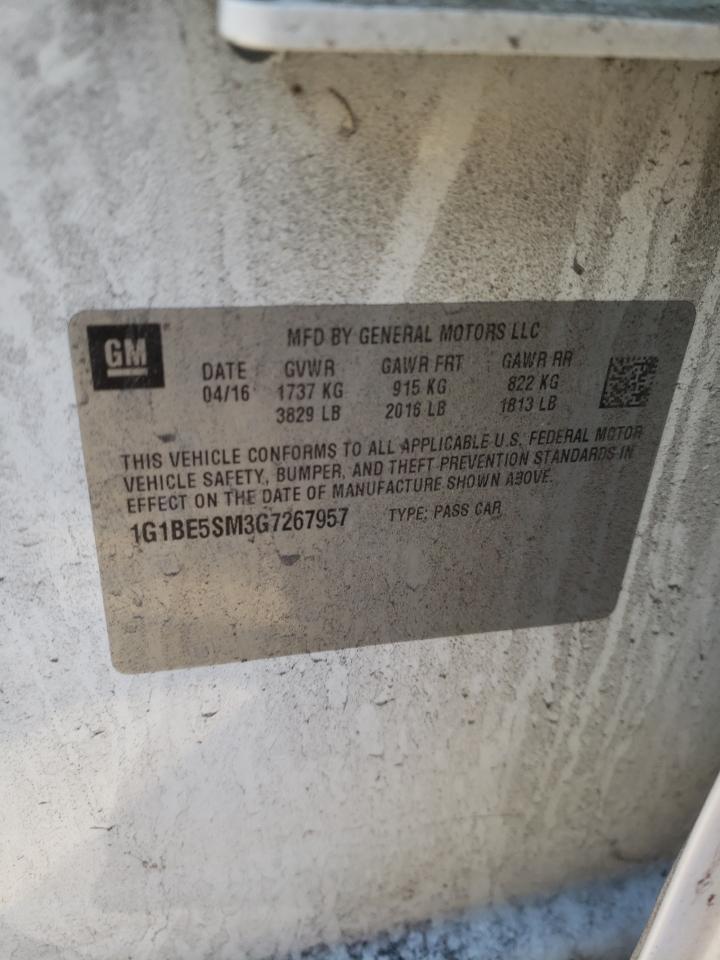 GM
MFD BY GENERAL MOTORS LLC
DATE GVWR GAWR FRT GAWR RR
04/16 1737 KG 915 KG 822 KG
3829 LB 2016 LB 1813 LB
THIS VEHICLE CONFORMS TO ALL APPLICABLE U.S. FEDERAL MOTOR
VEHICLE SAFETY, BUMPER, AND THEFT PREVENTION STANDARDS IN
EFFECT ON THE DATE OF MANUFACTURE SHOWN ABOVE.
1G1BE5SM3G7267957 TYPE: PASS CAR